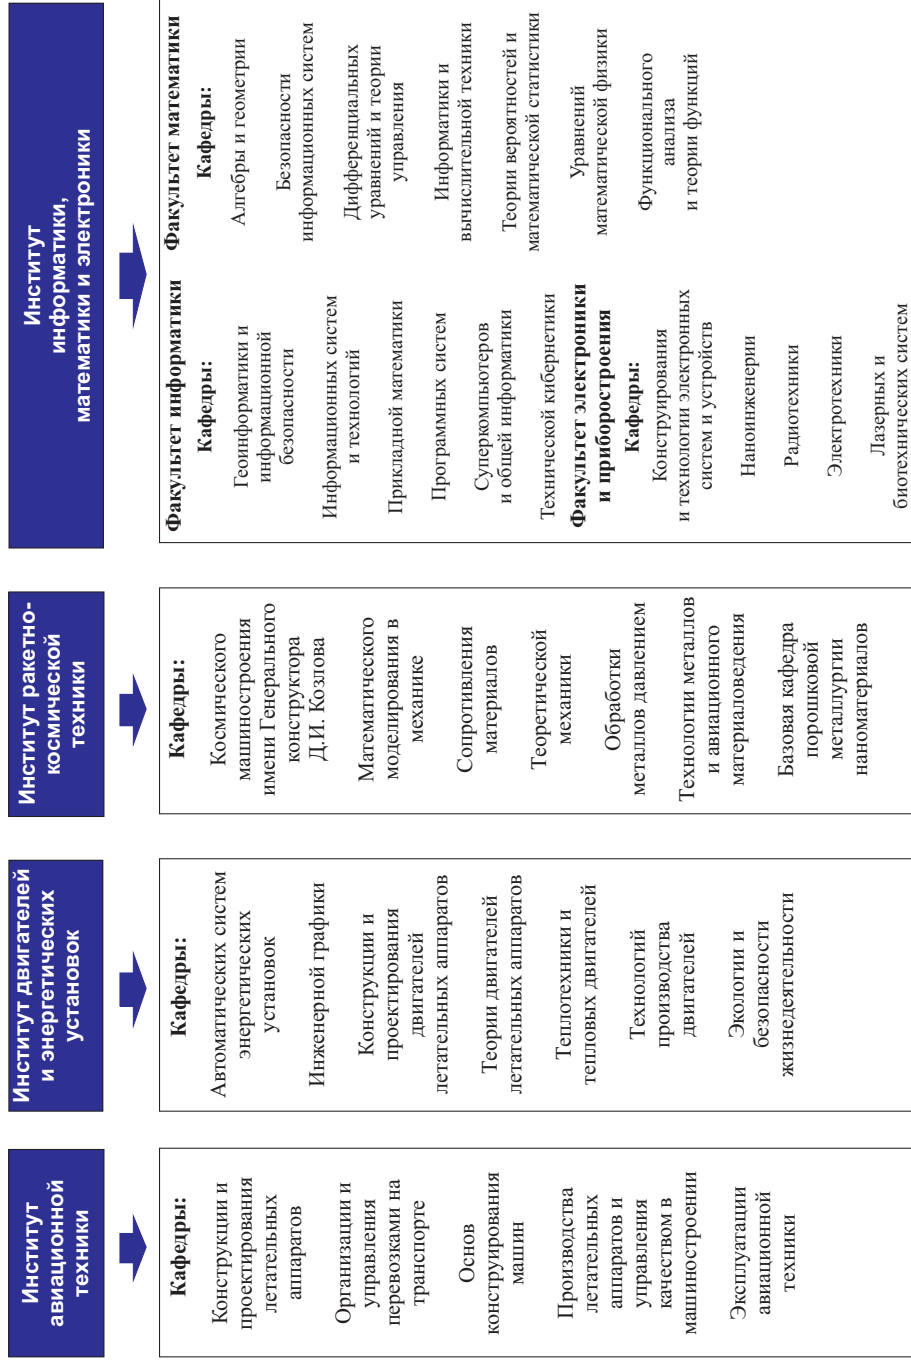 Институт
авиационной
техники
Кафедры:
Конструкции и
проектирования
летательных
аппаратов
Организации и
управления
перевозками на
транспорте
Основ
конструирования
машин
Производства
летательных
аппаратов и
управления
качеством в
машиностроении
Эксплуатации
авиационной
техники
Институт двигателей
и энергетических
установок
Кафедры:
Автоматических систем
энергетических
установок
Инженерной графики
Конструкции и
проектирования
двигателей
летательных аппаратов
Теории двигателей
летательных аппаратов
Теплотехники и
тепловых двигателей
Технологий
производства
двигателей
Экологии и
безопасности
жизнедеятельности
Институт ракетно-
космической
техники
Кафедры:
Космического
машиностроения
имени Генерального
конструктора
Д.И. Козлова
Математического
моделирования в
механике
Сопротивления
материалов
Теоретической
механики
Обработки
металлов давлением
Технологии металлов
и авиационного
материаловедения
Базовая кафедра
порошковой
металлургии
наноматериалов
Институт
информатики,
математики и электроники
Факультет информатики
Кафедры:
Геоинформатики и
информационной
безопасности
Информационных систем
и технологий
Прикладной математики
Программных систем
Суперкомпьютеров
и общей информатики
Технической кибернетики
Факультет электроники
и приборостроения
Кафедры:
Конструирования
и технологии электронных
систем и устройств
Наноинженерии
Радиотехники
Электротехники
Лазерных и
биотехнических систем
Факультет математики
Кафедры:
Алгебры и геометрии
Безопасности
информационных систем
Дифференциальных
уравнений и теории
управления
Информатики и
вычислительной техники
Теории вероятностей и
математической статистики
Уравнений
математической физики
Функционального
анализа
и теории функций